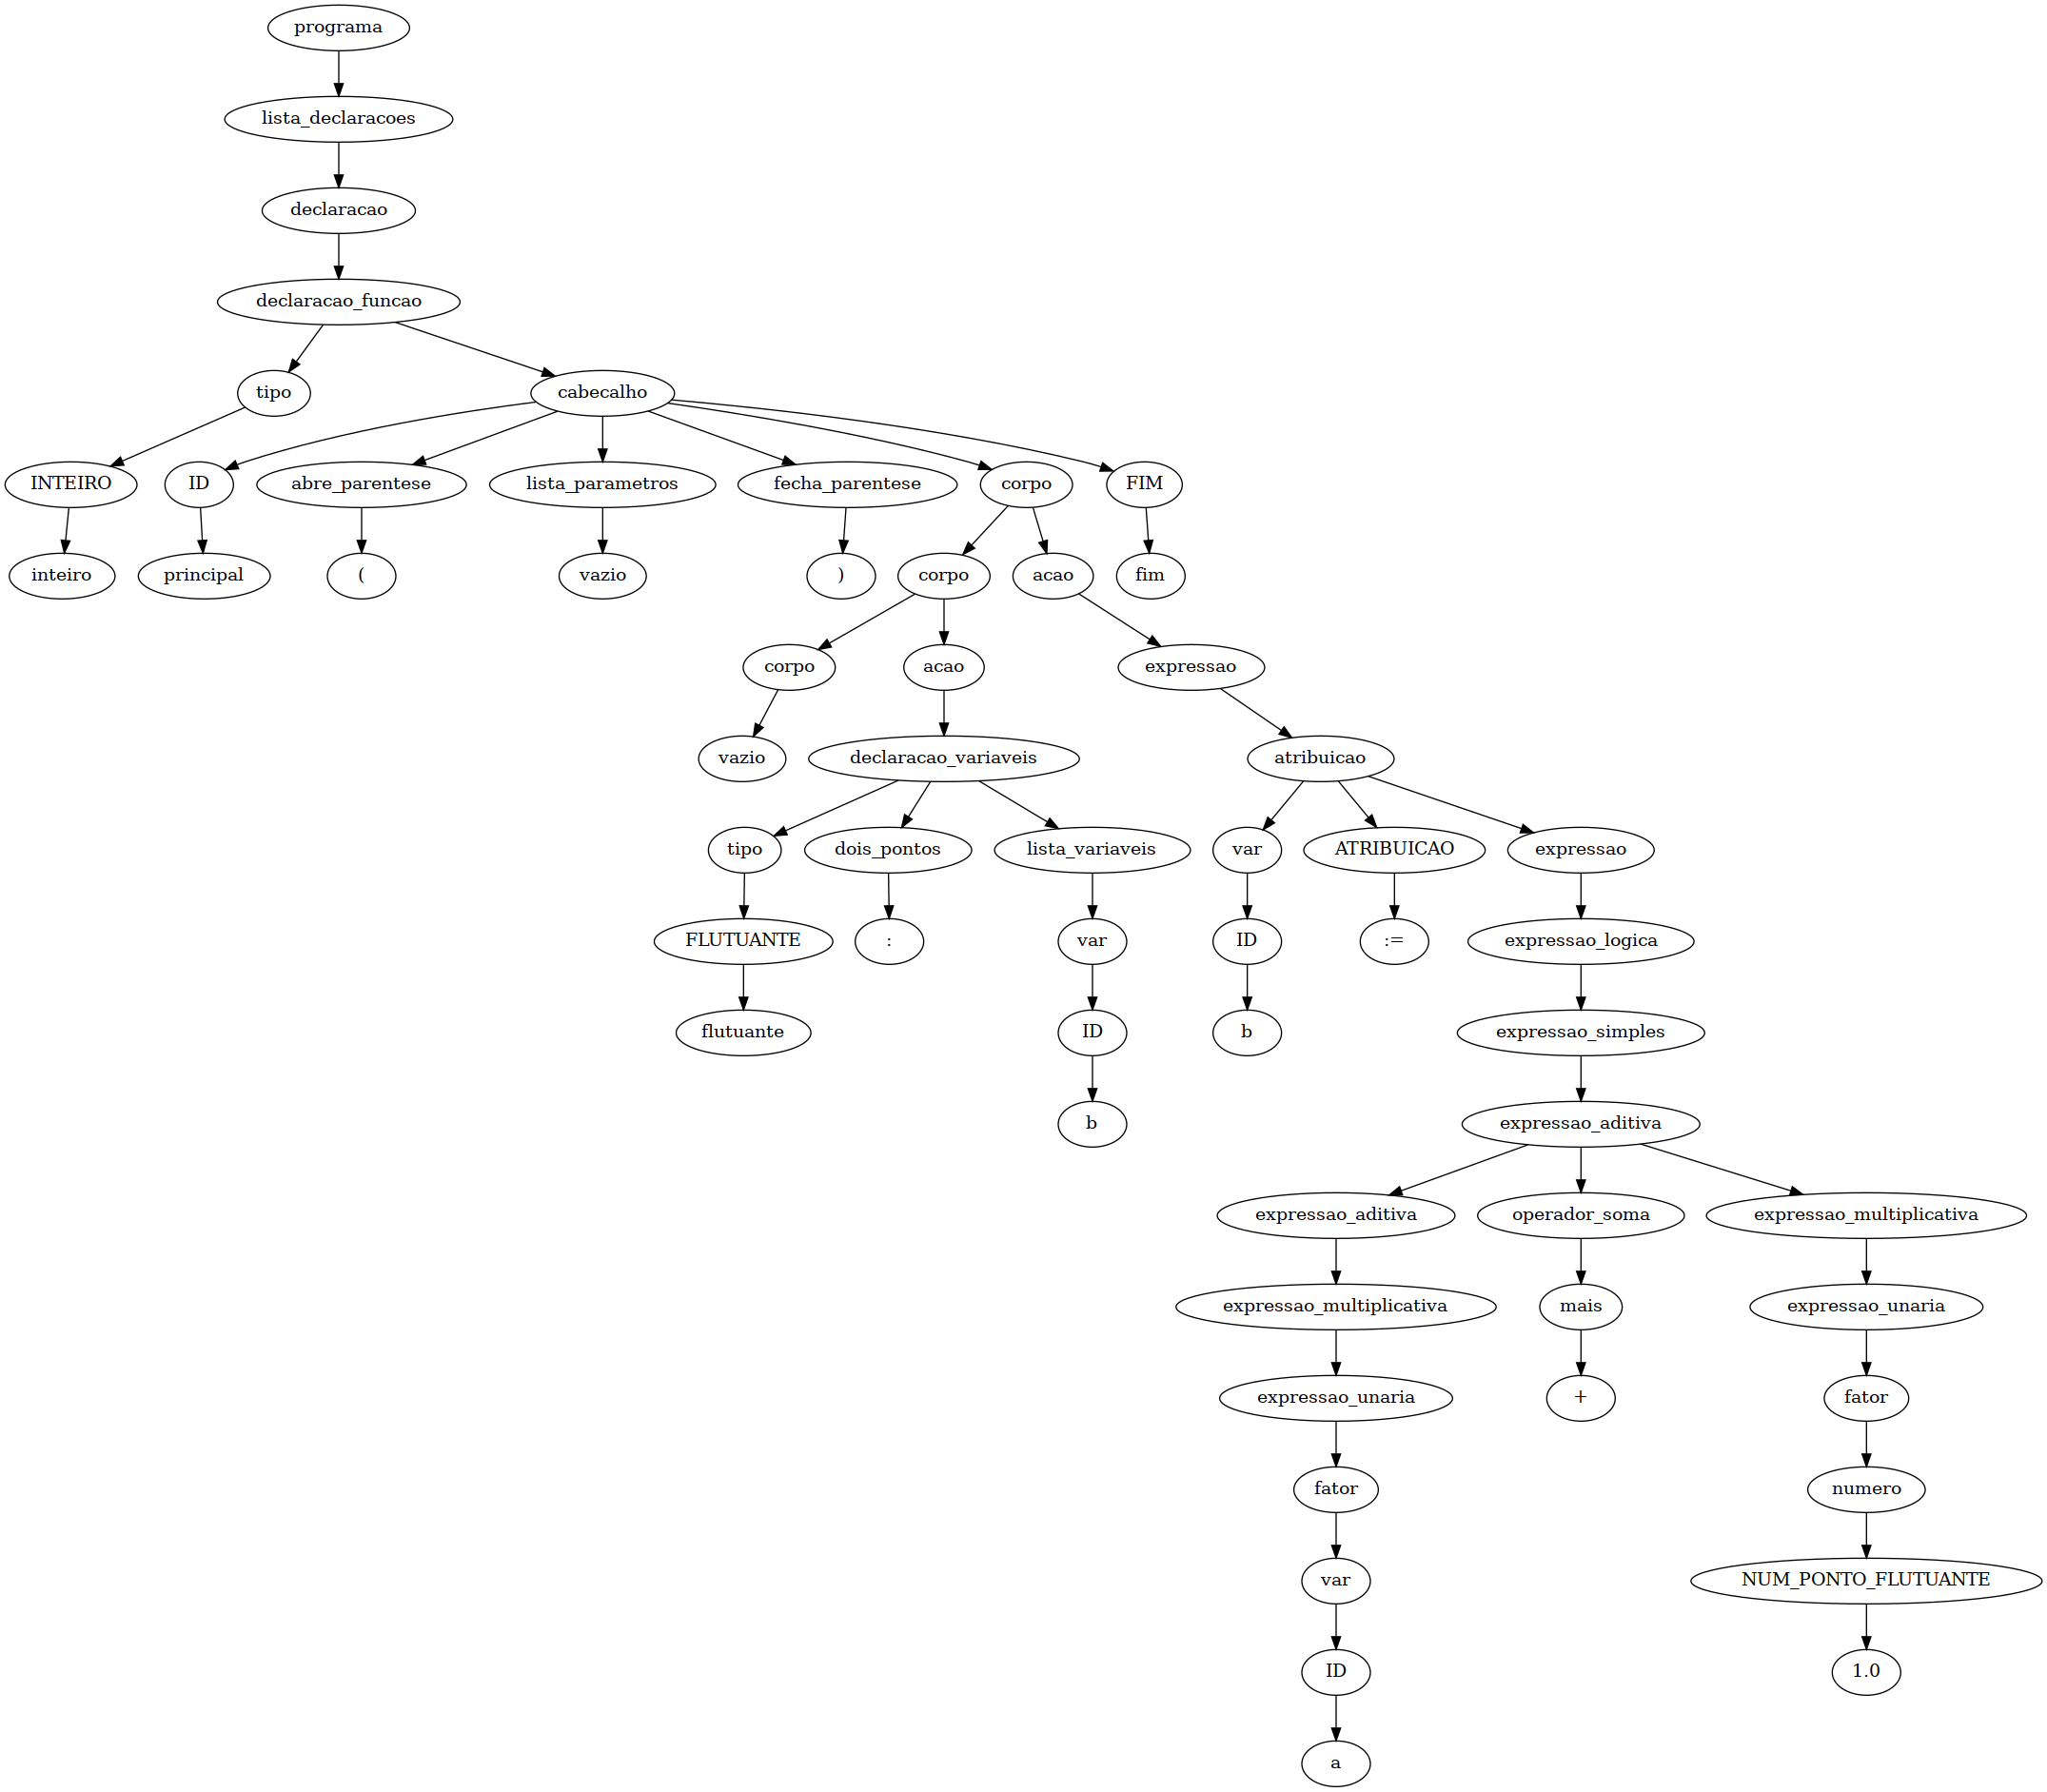 programa
lista_declaracoes
declaracao
declaracao_funcao
tipo
cabecalho
INTEIRO
ID
abre_parentese
lista_parametros
fecha_parentese
corpo
FIM
inteiro
principal
(
vazio
)
corpo
acao
fim
corpo
acao
expressao
vazio
declaracao_variaveis
atribuicao
tipo
dois_pontos
lista_variaveis
var
ATRIBUICAO
expressao
FLUTUANTE
:
var
ID
:=
expressao_logica
flutuante
ID
b
expressao_simples
b
expressao_aditiva
expressao_aditiva
operador_soma
expressao_multiplicativa
expressao_multiplicativa
mais
expressao_unaria
expressao_unaria
+
fator
fator
numero
var
NUM_PONTO_FLUTUANTE
ID
1.0
a